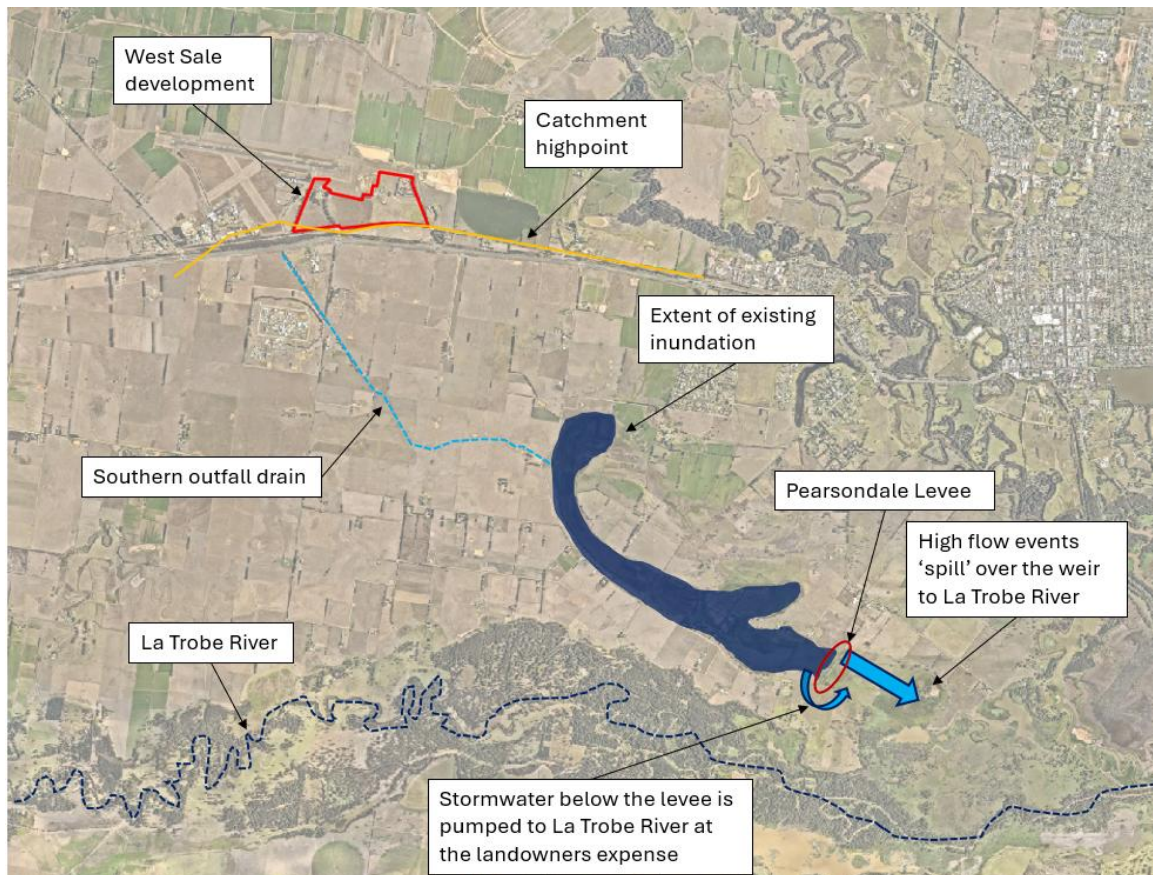 West Sale
development
Catchment
highpoint
Extent of existing
inundation
Southern outfall drain
Pearsondale Levee
High flow events
‘spill’ over the weir
to La Trobe River
La Trobe River
Stormwater below the levee is
pumped to La Trobe River at
the landowners expense